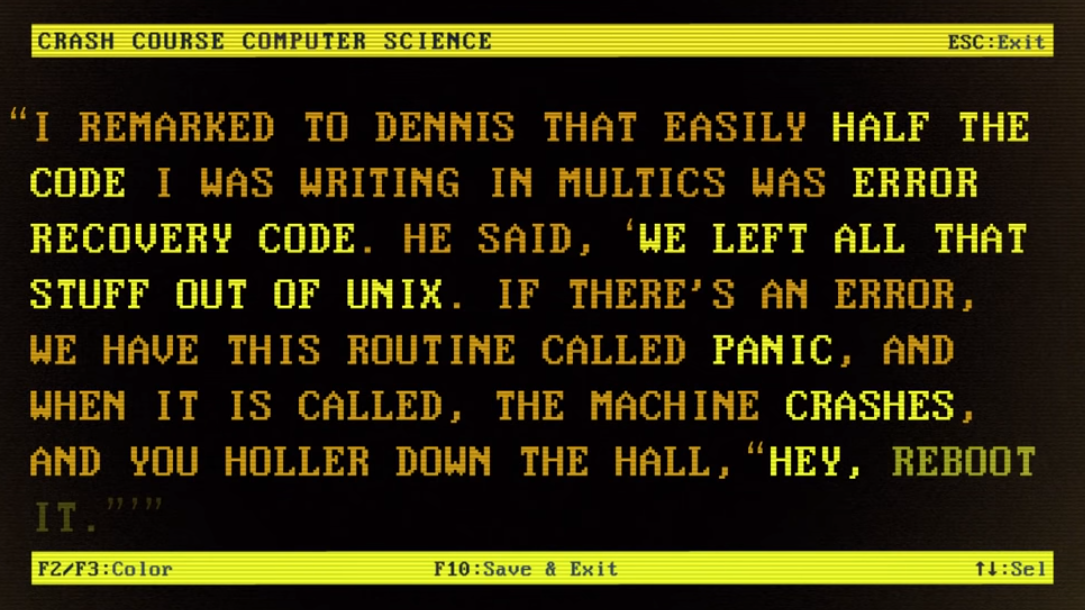 CRASH COURSE COMPUTER SCIENCE ESC:Exit
“I REMARKED TO DENNIS THAT EASILY HALF THE
CODE I WAS WRITING IN MULTICS WAS ERROR
RECOVERY CODE. HE SAID, ‘WE LEFT ALL THAT
STUFF OUT OF UNIX. IF THERE’S AN ERROR,
WE HAVE THIS ROUTINE CALLED PANIC, AND
WHEN IT IS CALLED, THE MACHINE CRASHES,
AND YOU HOLLER DOWN THE HALL, “HEY, REBOOT
IT.”’”
F2/F3:Color F10:Save & Exit ↑↓:Sel